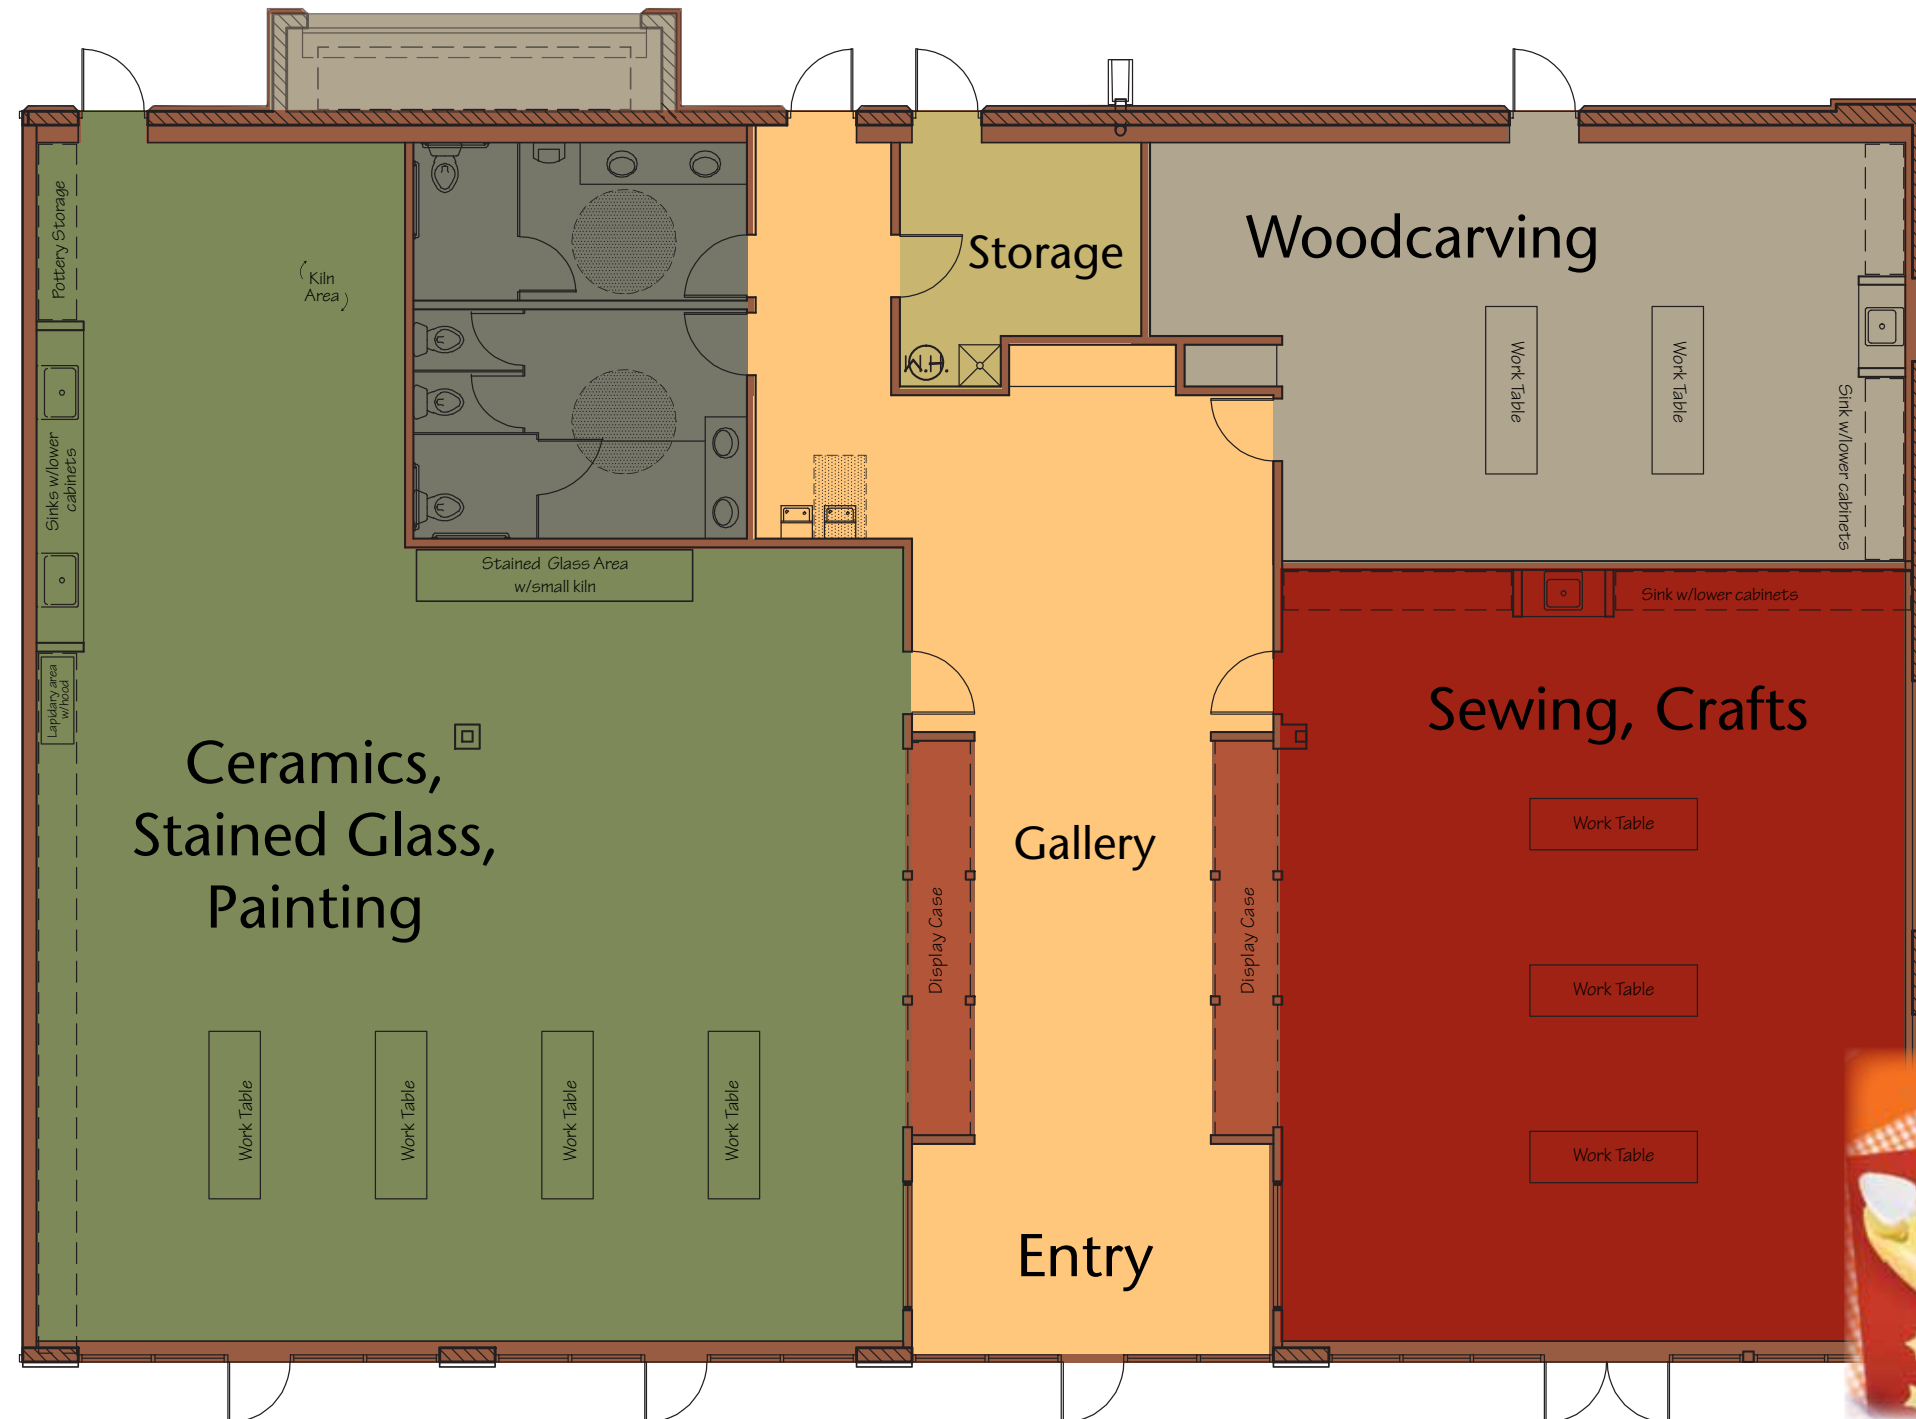 Pottery Storage
Kiln
Area
Storage
Woodcarving
W.H.
Work Table
Work Table
Sink w/lower cabinets
Sinks w/lower
cabinets
Stained Glass Area
w/small kiln
Sink w/lower cabinets
Lapidary area
w/hood
Sewing, Crafts
Ceramics,
Stained Glass,
Painting
Gallery
Work Table
Display Case
Display Case
Work Table
Work Table
Work Table
Work Table
Work Table
Work Table
Entry